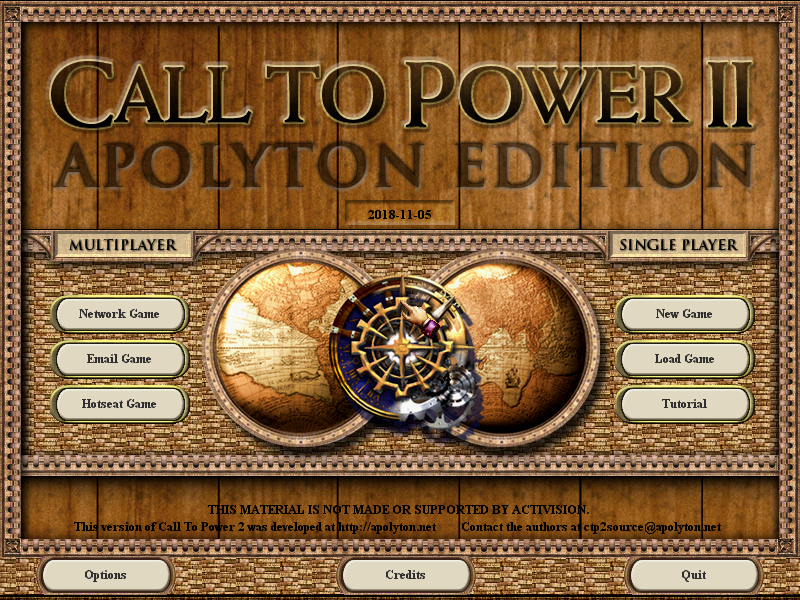 CALL TO POWER II
APOLYTON EDITION
2018-11-05
MULTIPLAYER
SINGLE PLAYER
Network Game
New Game
Email Game
Load Game
Hotseat Game
Tutorial
THIS MATERIAL IS NOT MADE OR SUPPORTED BY ACTIVISION.
This version of Call To Power 2 was developed at http://apolyton.net Contact the authors at ctp2source@apolyton.net
Options
Credits
Quit